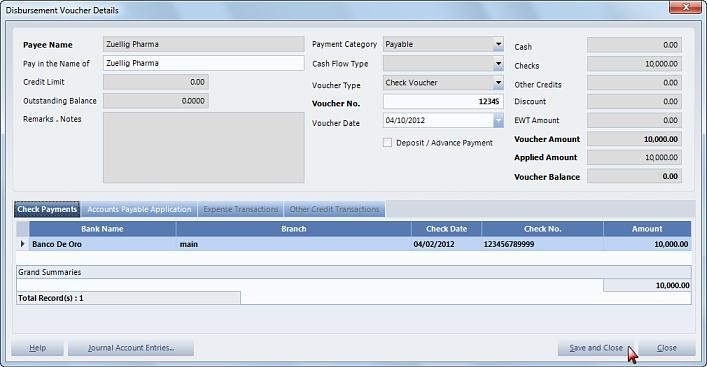 Disbursement Voucher Details
Payee Name Zuellig Pharma
Pay in the Name of Zuellig Pharma
Credit Limit 0.00
Outstanding Balance 0.0000
Remarks . Notes
Payment Category Payable
Cash Flow Type
Voucher Type Check Voucher
Voucher No. 12345
Voucher Date 04/10/2012
Deposit / Advance Payment
Cash 0.00
Checks 10,000.00
Other Credits 0.00
Discount 0.00
EWT Amount 0.00
Voucher Amount 10,000.00
Applied Amount 10,000.00
Voucher Balance 0.00
Check Payments Accounts Payable Application Expense Transactions Other Credit Transactions
Bank Name Branch Check Date Check No. Amount
Banco De Oro main 04/02/2012 123456789999 10,000.00
Grand Summaries
10,000.00
Total Record(s) : 1
Help Journal Account Entries... Save and Close Close